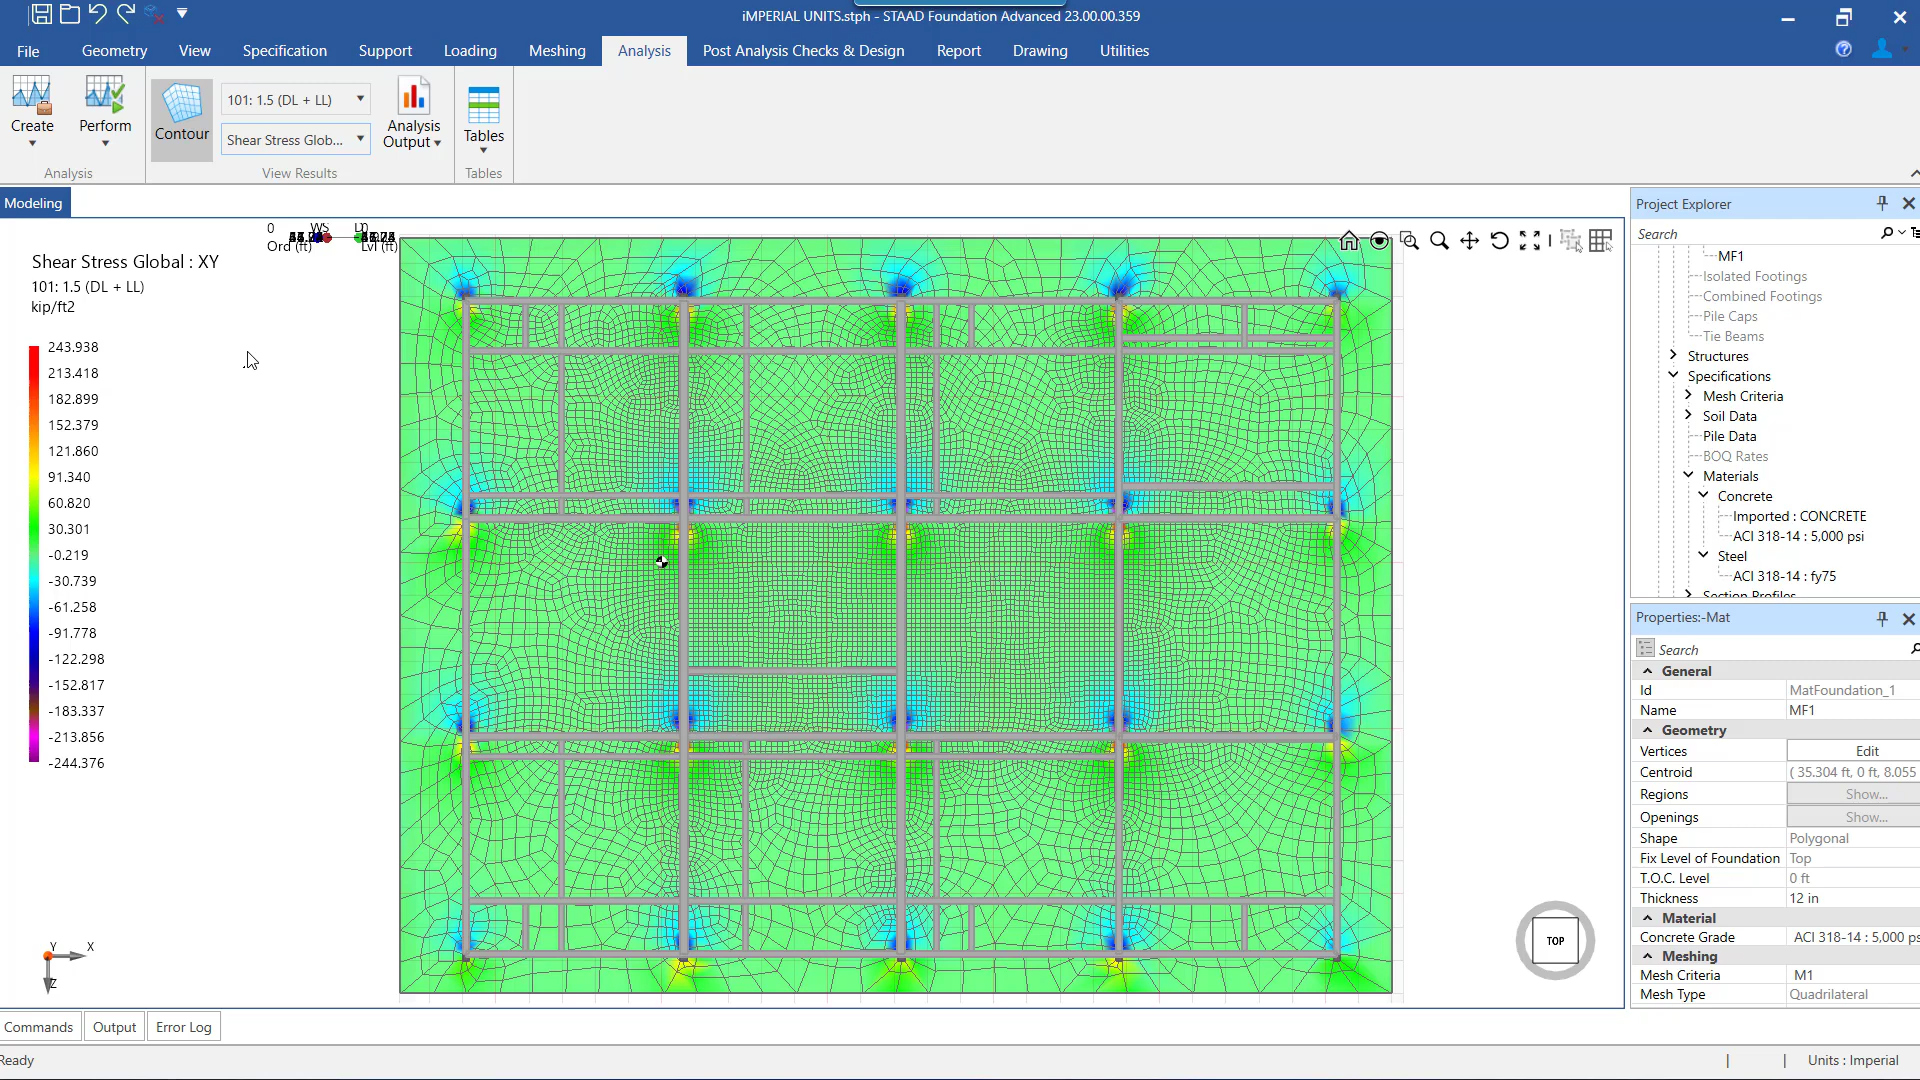 iMPERIAL UNITS.stph - STAAD Foundation Advanced 23.00.00.359
File Geometry View Specification Support Loading Meshing Analysis Post Analysis Checks & Design Report Drawing Utilities
Create Perform Contour 101: 1.5 (DL + LL) Shear Stress Glob... Analysis Output Tables
Analysis View Results Tables
Modeling
0 WS
Ord (ft) Lvl (ft)
Shear Stress Global : XY
101: 1.5 (DL + LL)
kip/ft2
243.938
213.418
182.899
152.379
121.860
91.340
60.820
30.301
-0.219
-30.739
-61.258
-91.778
-122.298
-152.817
-183.337
-213.856
-244.376
Y X
Z
TOP
Project Explorer
Search
MF1
Isolated Footings
Combined Footings
Pile Caps
Tie Beams
Structures
Specifications
Mesh Criteria
Soil Data
Pile Data
BOQ Rates
Materials
Concrete
Imported : CONCRETE
ACI 318-14 : 5,000 psi
Steel
ACI 318-14 : fy75
Section Profiles
Properties:-Mat
Search
General
Id MatFoundation_1
Name MF1
Geometry
Vertices Edit
Centroid ( 35.304 ft, 0 ft, 8.055
Regions Show...
Openings Show...
Shape Polygonal
Fix Level of Foundation Top
T.O.C. Level 0 ft
Thickness 12 in
Material
Concrete Grade ACI 318-14 : 5,000 ps
Meshing
Mesh Criteria M1
Mesh Type Quadrilateral
Commands Output Error Log
Ready
Units : Imperial